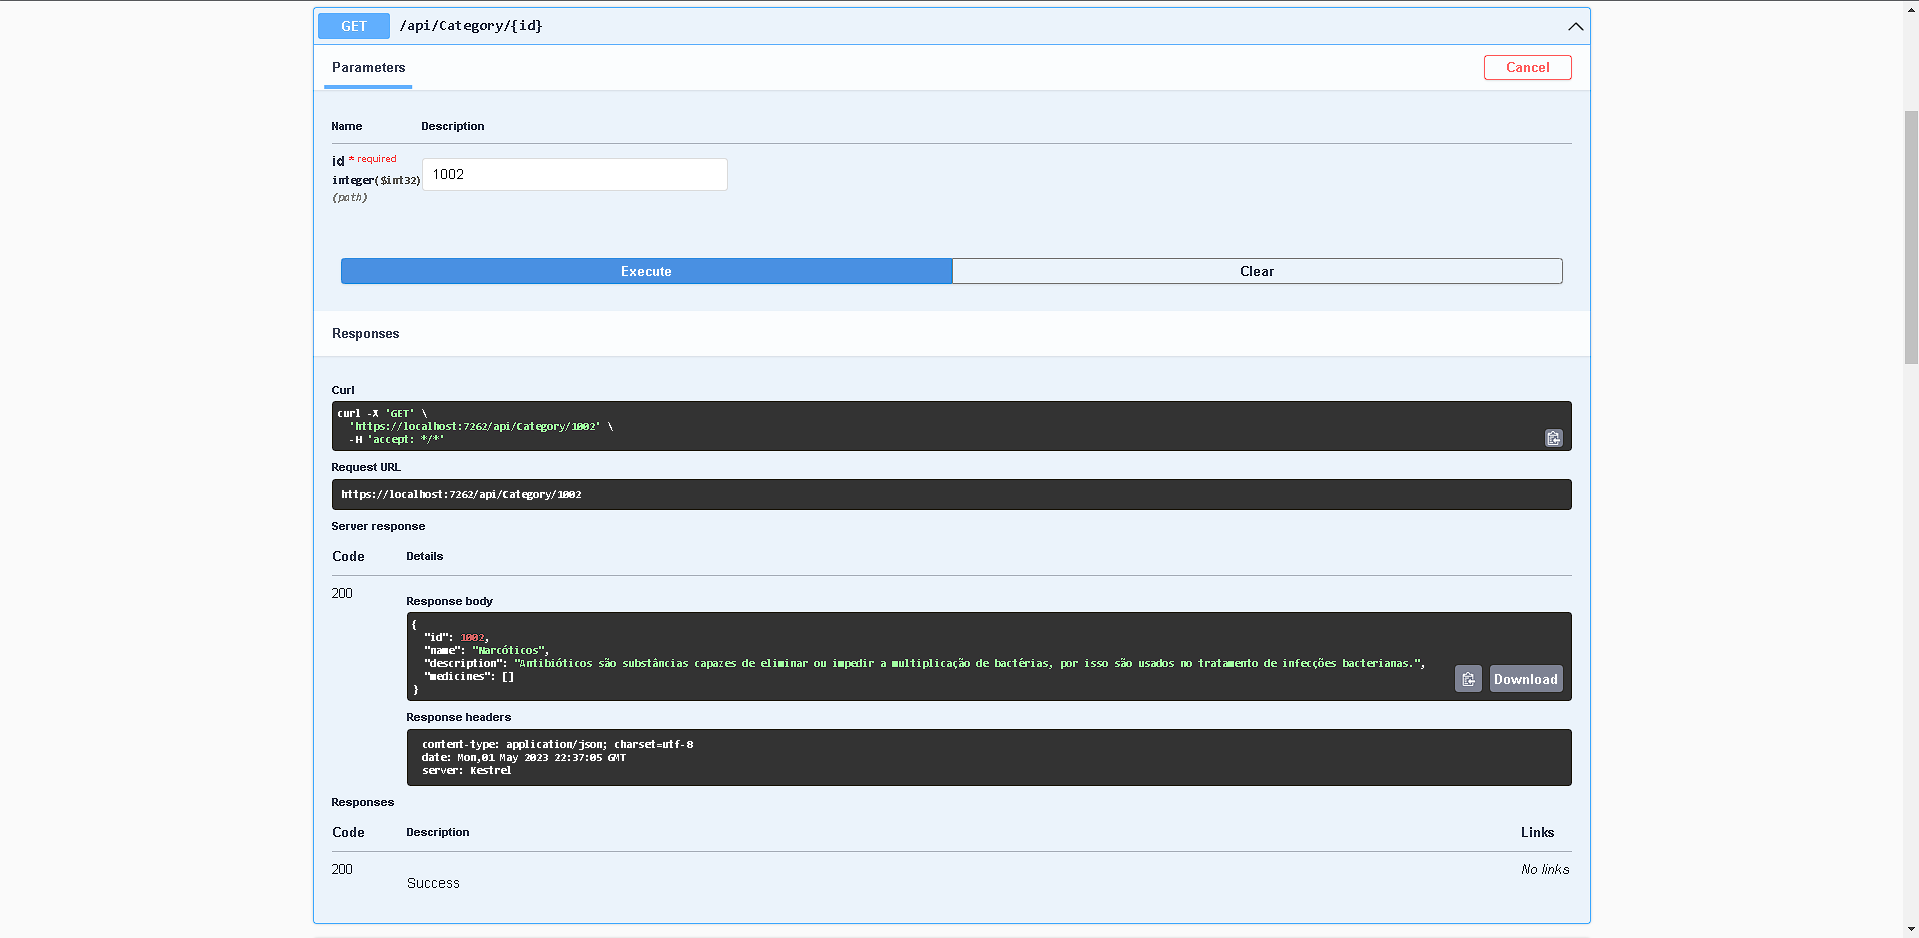 GET /api/Category/{id}
Parameters
Cancel
Name Description
id * required
integer($int32)
(path)
1002
Execute Clear
Responses
Curl
curl -X 'GET' \
'https://localhost:7262/api/Category/1002' \
-H 'accept: */*'
Request URL
https://localhost:7262/api/Category/1002
Server response
Code Details
200
Response body
{
"id": 1002,
"name": "Narcóticos",
"description": "Antibióticos são substâncias capazes de eliminar ou impedir a multiplicação de bactérias, por isso são usados no tratamento de infecções bacterianas.",
"medicines": []
}
Download
Response headers
content-type: application/json; charset=utf-8
date: Mon,01 May 2023 22:37:05 GMT
server: Kestrel
Responses
Code Description Links
200
Success
No links